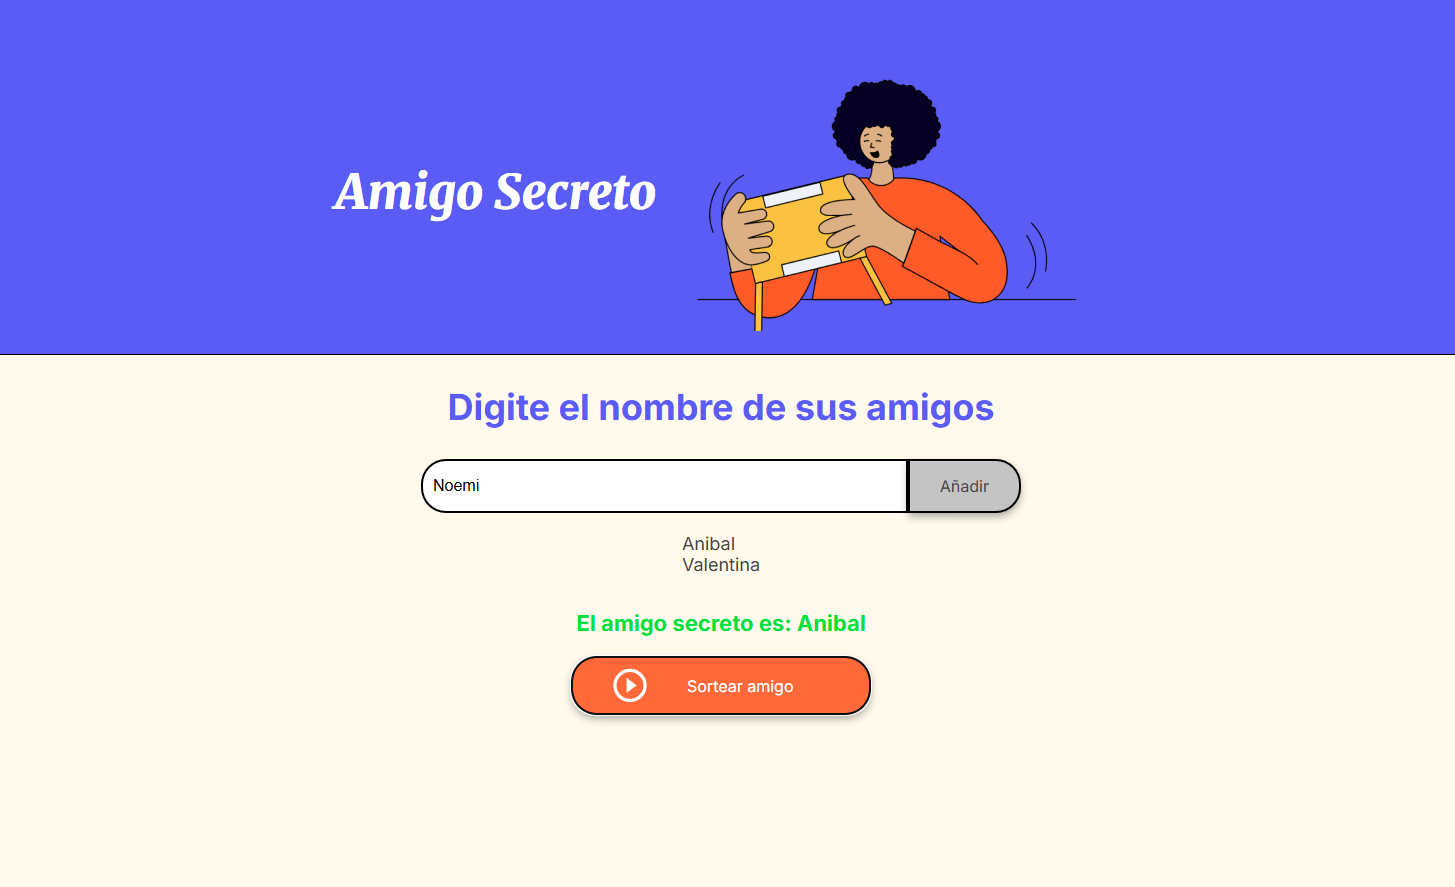 Amigo Secreto
Digite el nombre de sus amigos
Noemi
Añadir
Anibal
Valentina
El amigo secreto es: Anibal
Sortear amigo